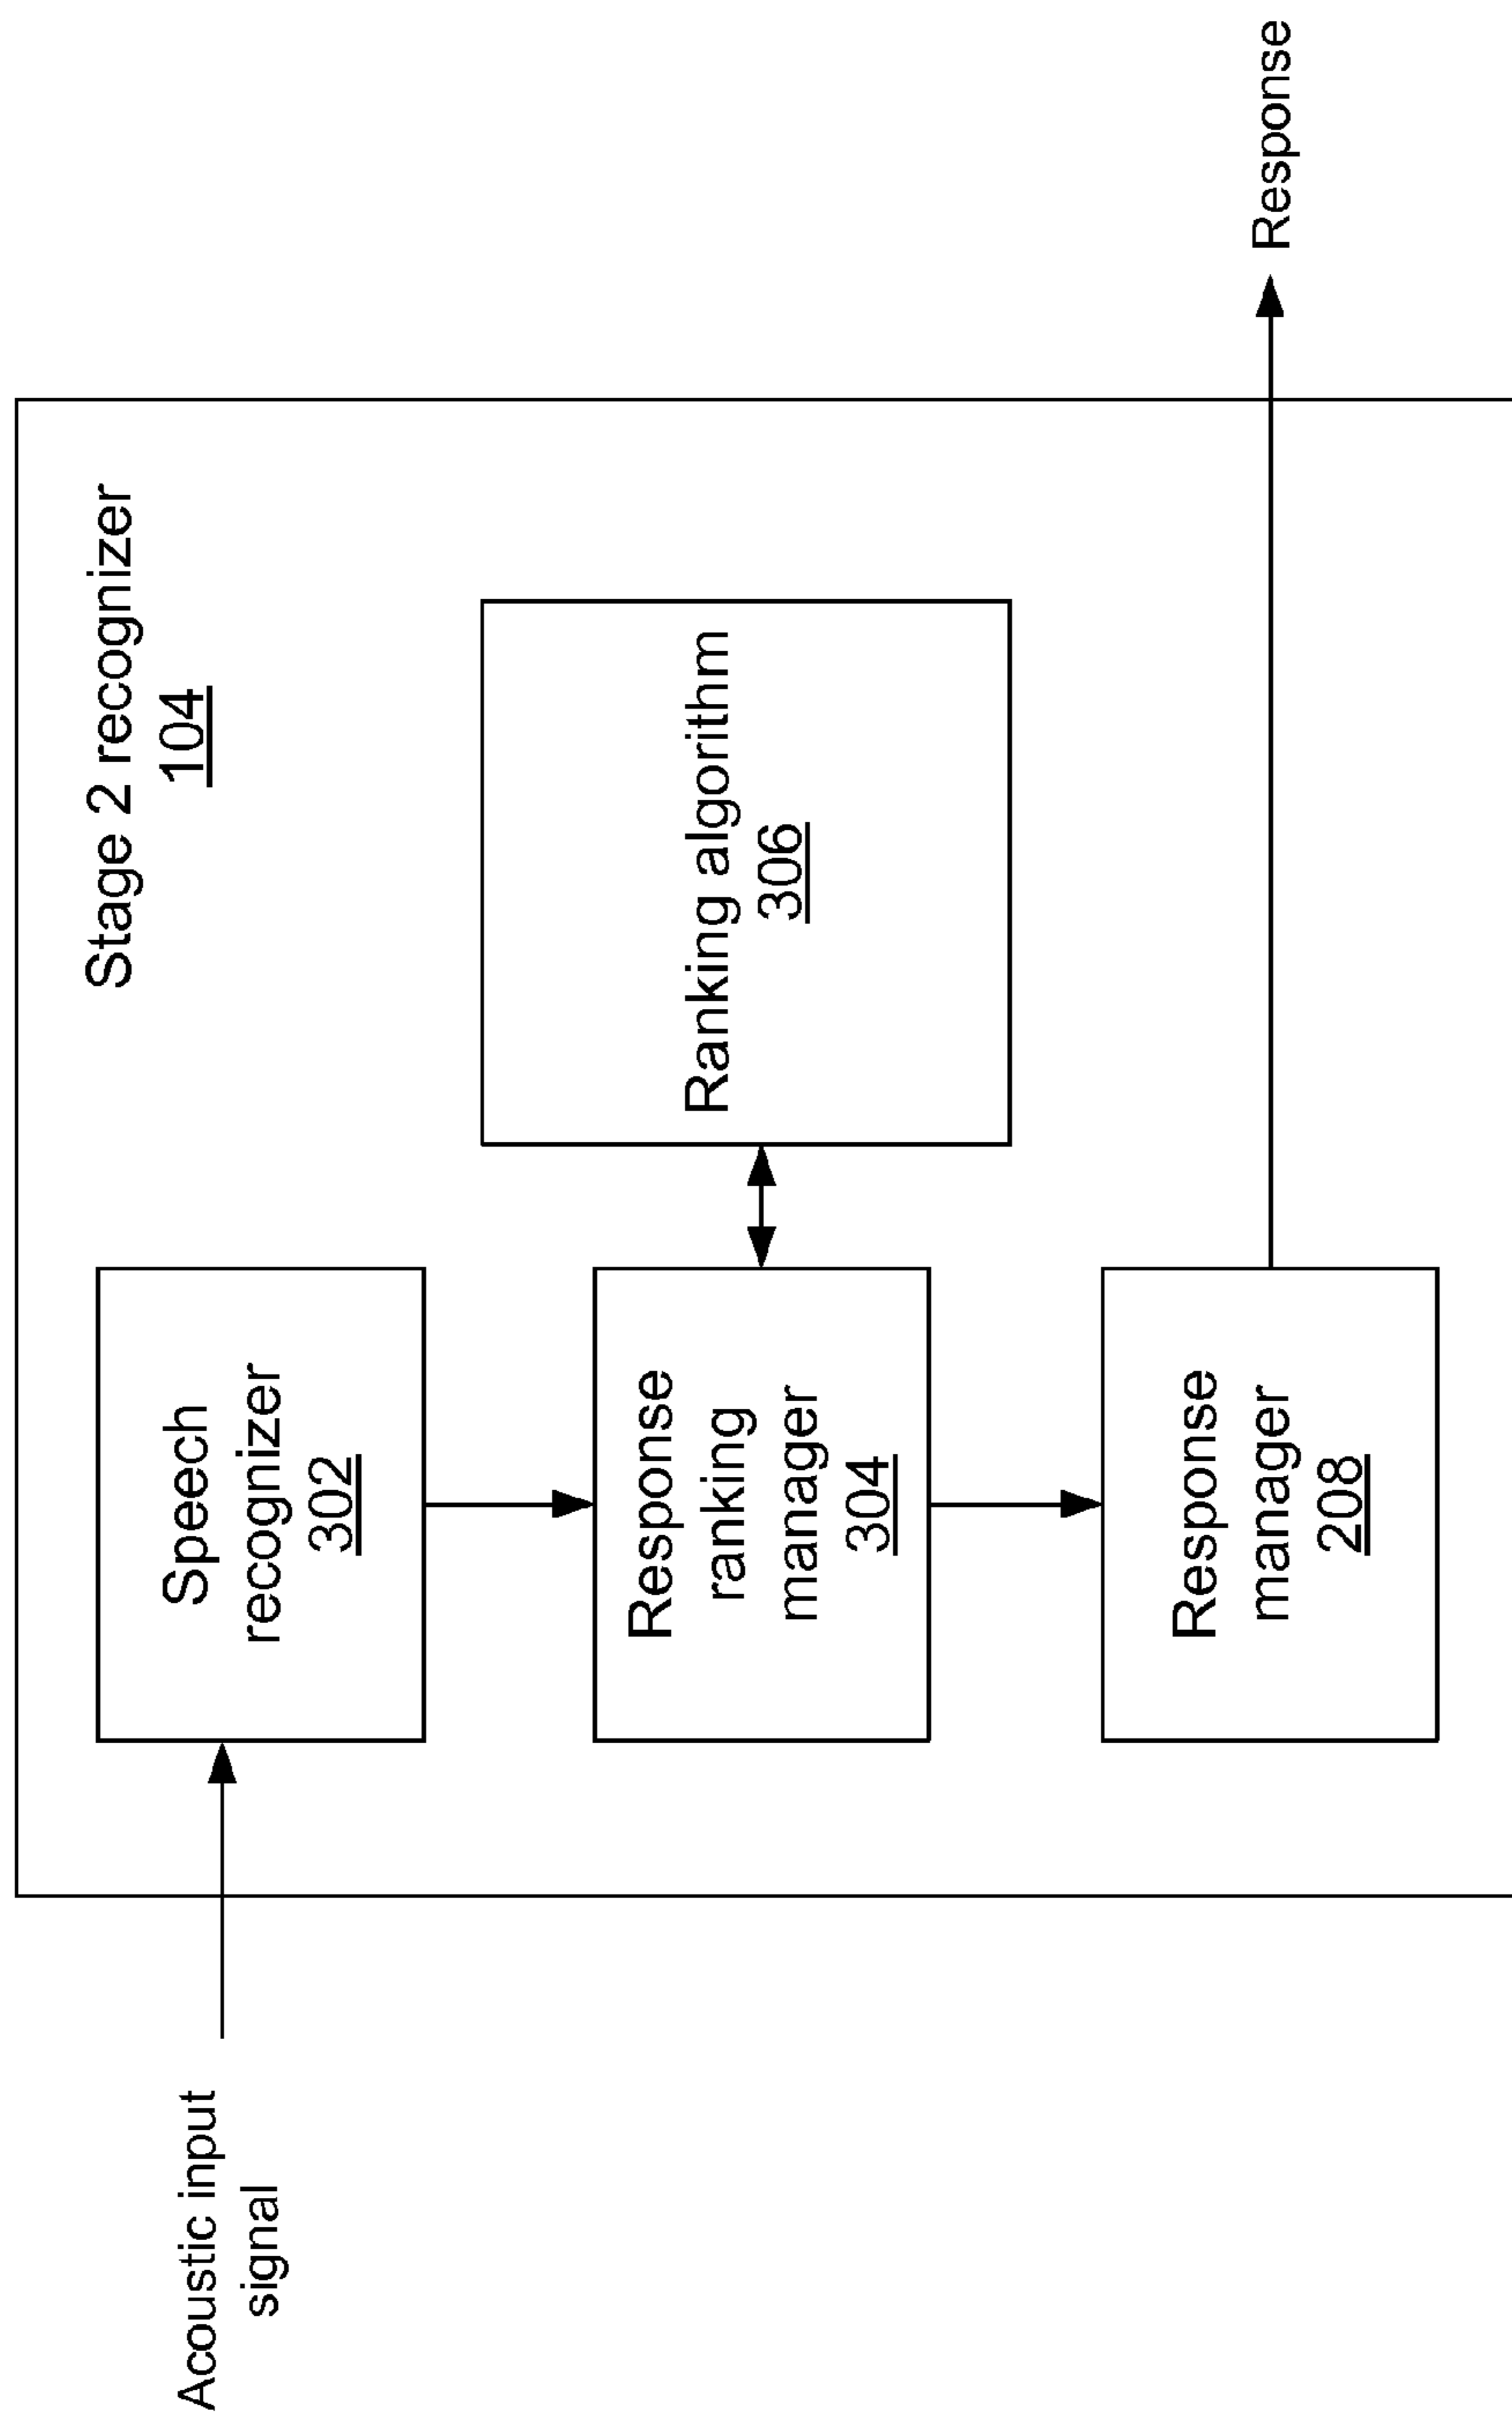 Stage 2 recognizer
104
Acoustic input
signal
Speech
recognizer
302
Response
ranking
manager
304
Ranking algorithm
306
Response
manager
208
Response